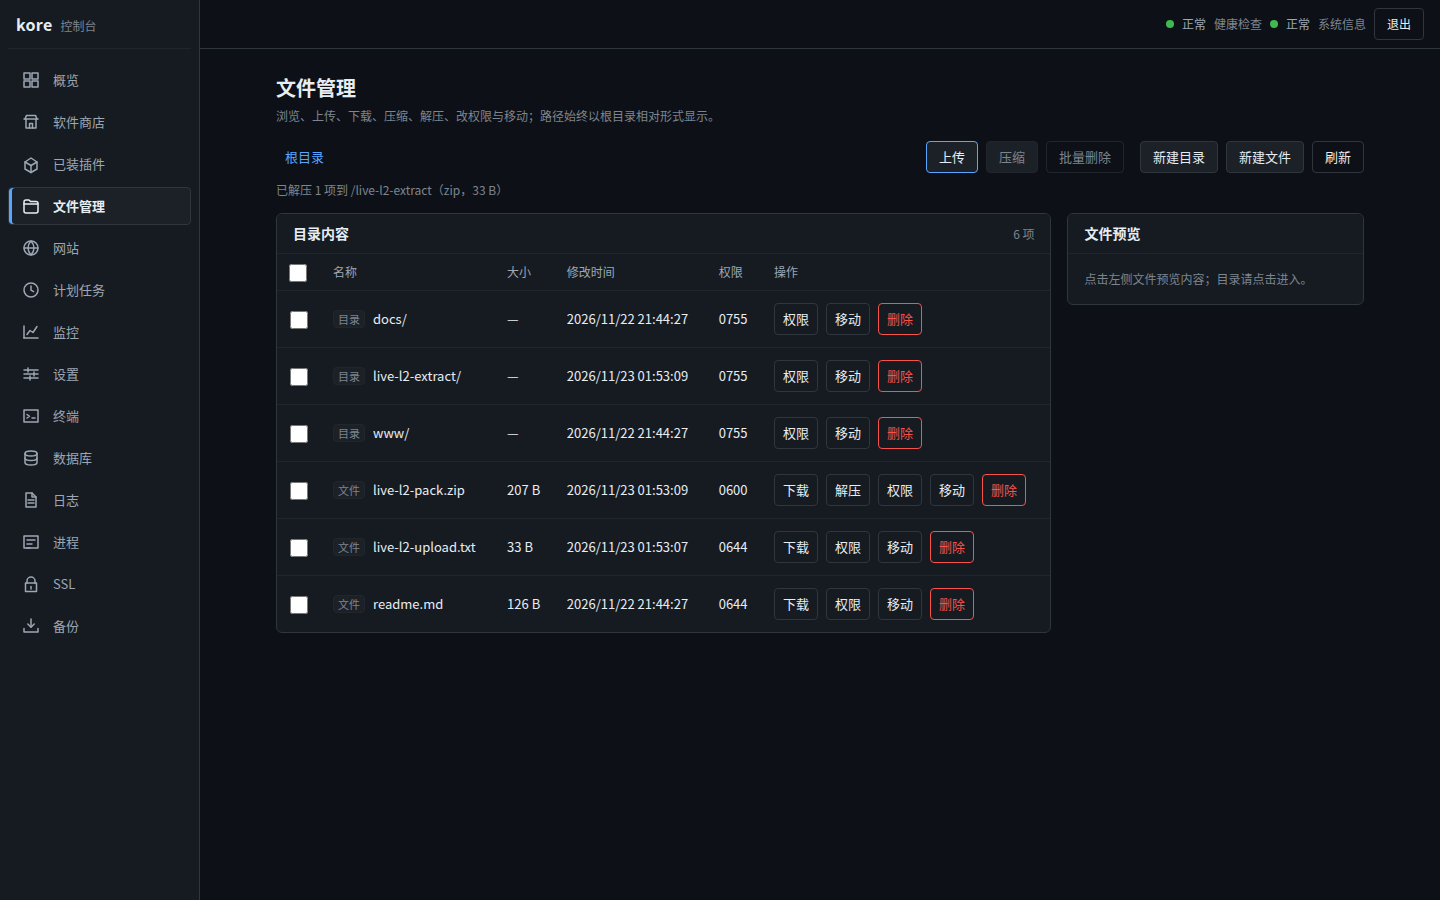 kore 控制台
正常 健康检查 正常 系统信息 退出
概览
软件商店
已装插件
文件管理
网站
计划任务
监控
设置
终端
数据库
日志
进程
SSL
备份
文件管理
浏览、上传、下载、压缩、解压、改权限与移动；路径始终以根目录相对形式显示。
根目录 上传 压缩 批量删除 新建目录 新建文件 刷新
已解压 1 项到 /live-l2-extract（zip，33 B）
目录内容 6 项
名称 大小 修改时间 权限 操作
目录 docs/ — 2026/11/22 21:44:27 0755 权限 移动 删除
目录 live-l2-extract/ — 2026/11/23 01:53:09 0755 权限 移动 删除
目录 www/ — 2026/11/22 21:44:27 0755 权限 移动 删除
文件 live-l2-pack.zip 207 B 2026/11/23 01:53:09 0600 下载 解压 权限 移动 删除
文件 live-l2-upload.txt 33 B 2026/11/23 01:53:07 0644 下载 权限 移动 删除
文件 readme.md 126 B 2026/11/22 21:44:27 0644 下载 权限 移动 删除
文件预览
点击左侧文件预览内容；目录请点击进入。